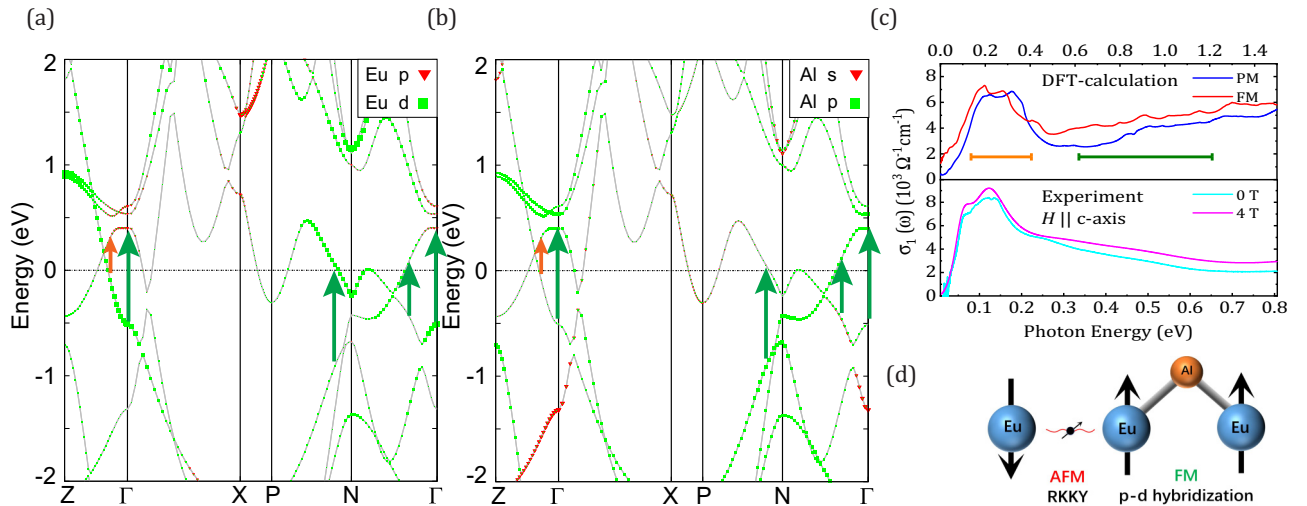 (a)
Energy (eV)
2
1
0
-1
-2
Eu p
Eu d
Z Γ X P N Γ
(b)
Energy (eV)
2
1
0
-1
-2
Al s
Al p
Z Γ X P N Γ
(c)
0.0 0.2 0.4 0.6 0.8 1.0 1.2 1.4
σ₁ (ω) (10³ Ω⁻¹cm⁻¹)
8
6
4
2
0
DFT-calculation
PM
FM
8
6
4
2
0
Experiment
H || c-axis
0 T
4 T
0.1 0.2 0.3 0.4 0.5 0.6 0.7 0.8
Photon Energy (eV)
(d)
Al
Eu Eu Eu
AFM FM
RKKY p-d hybridization